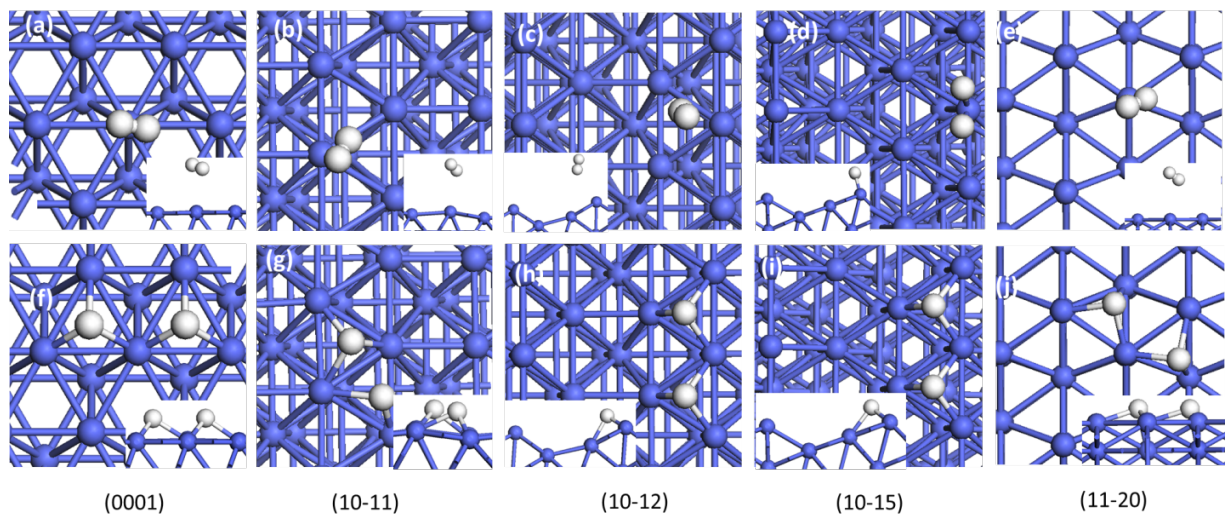 (a)
(b)
(c)
(d)
(e)
(f)
(g)
(h)
(i)
(j)
(0001)
(10-11)
(10-12)
(10-15)
(11-20)